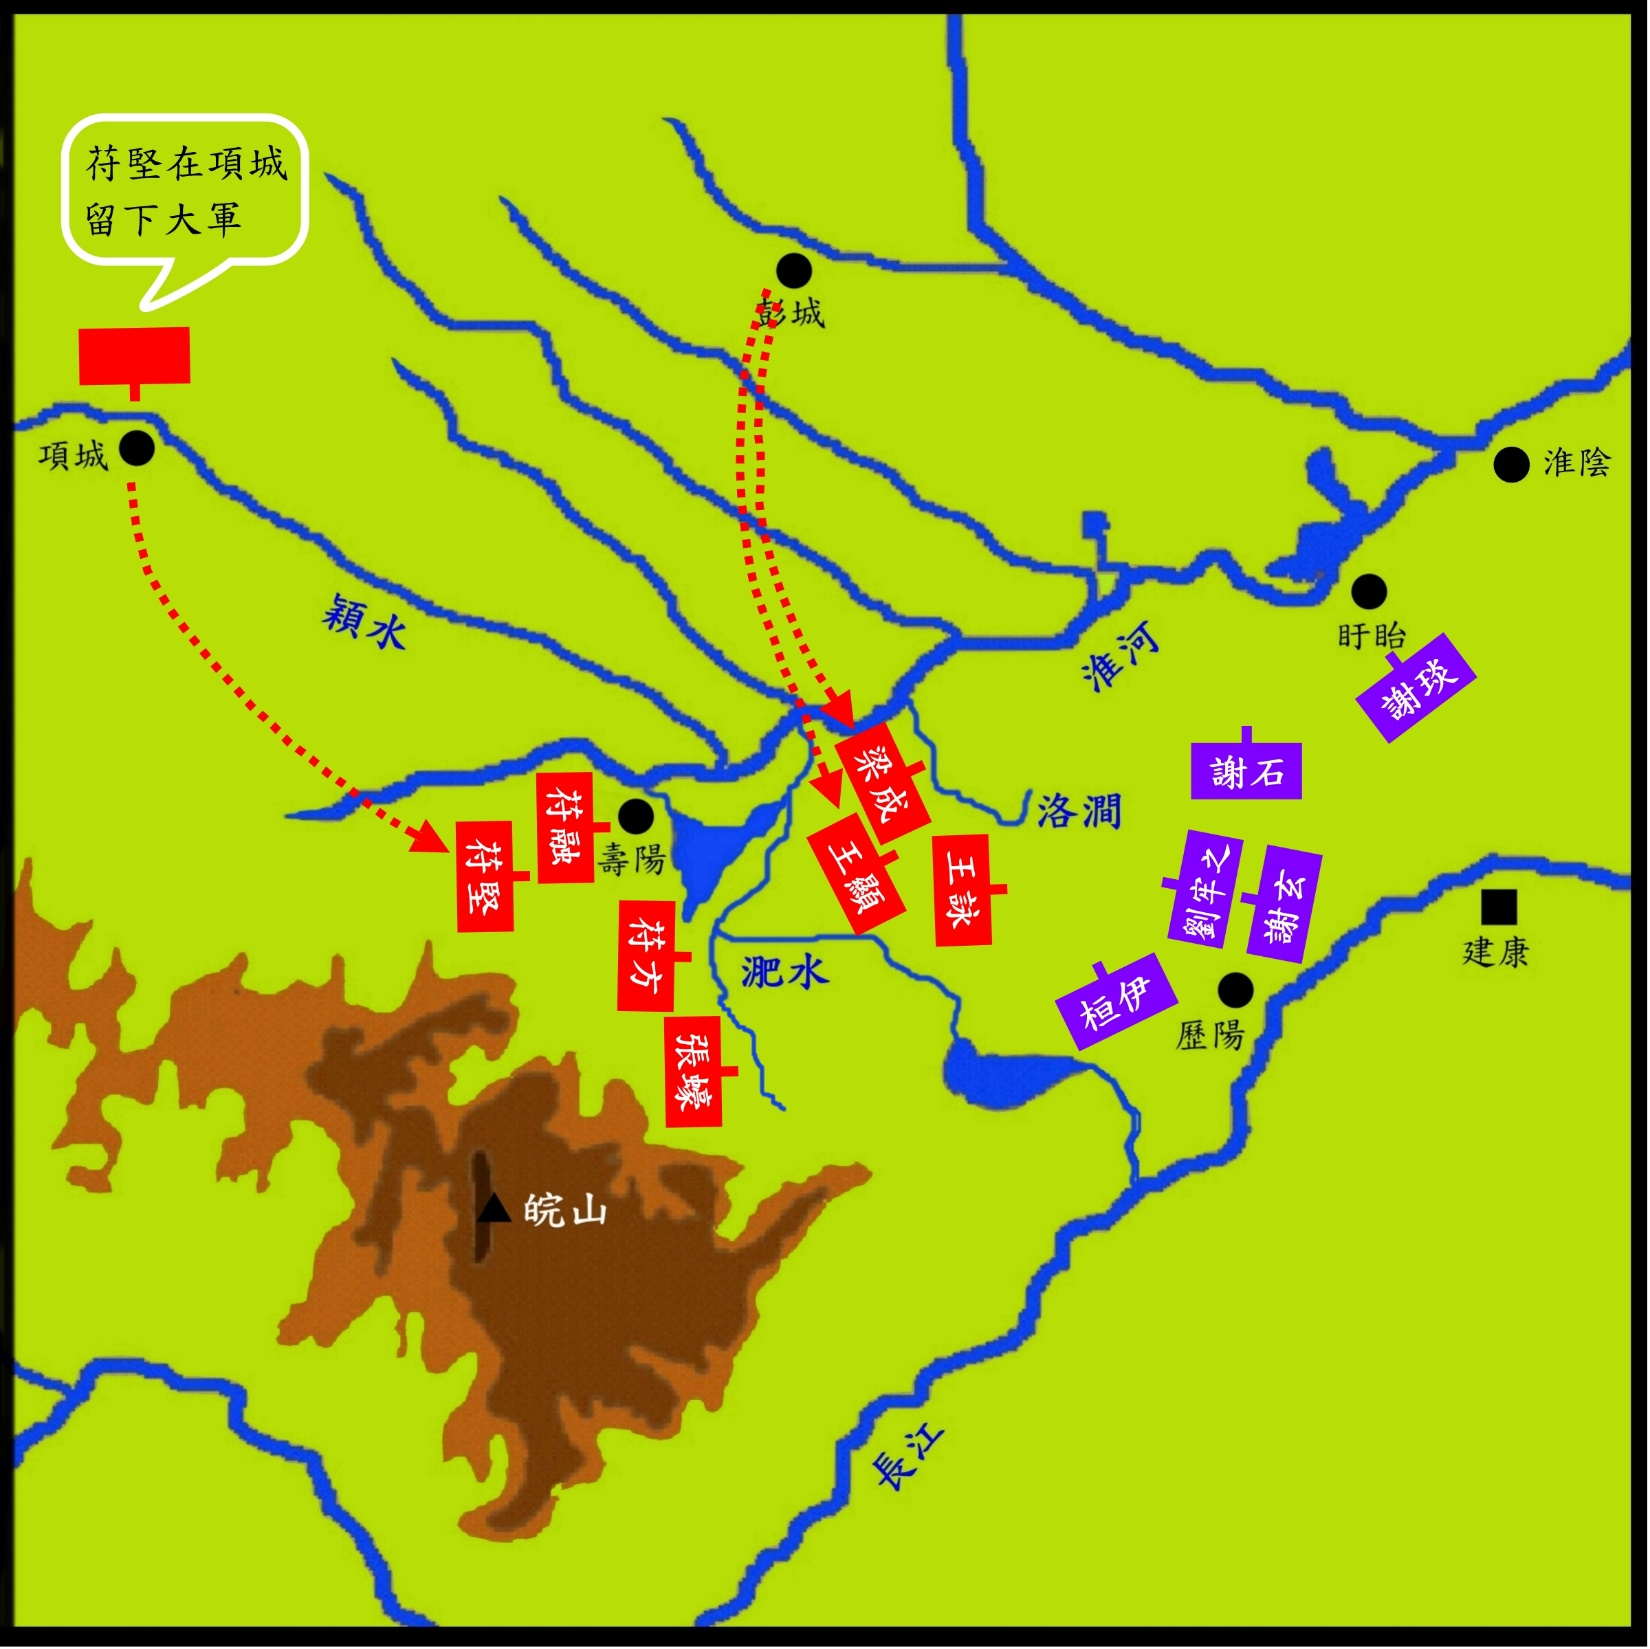 苻堅在項城
留下大軍
彭城
項城
淮陰
穎水
盱眙
淮河
謝琰
謝石
梁成
洛澗
苻融
壽陽
苻堅
王顯
王詠
劉牢之
謝玄
建康
苻方
淝水
桓伊
歷陽
張蠔
皖山
長江